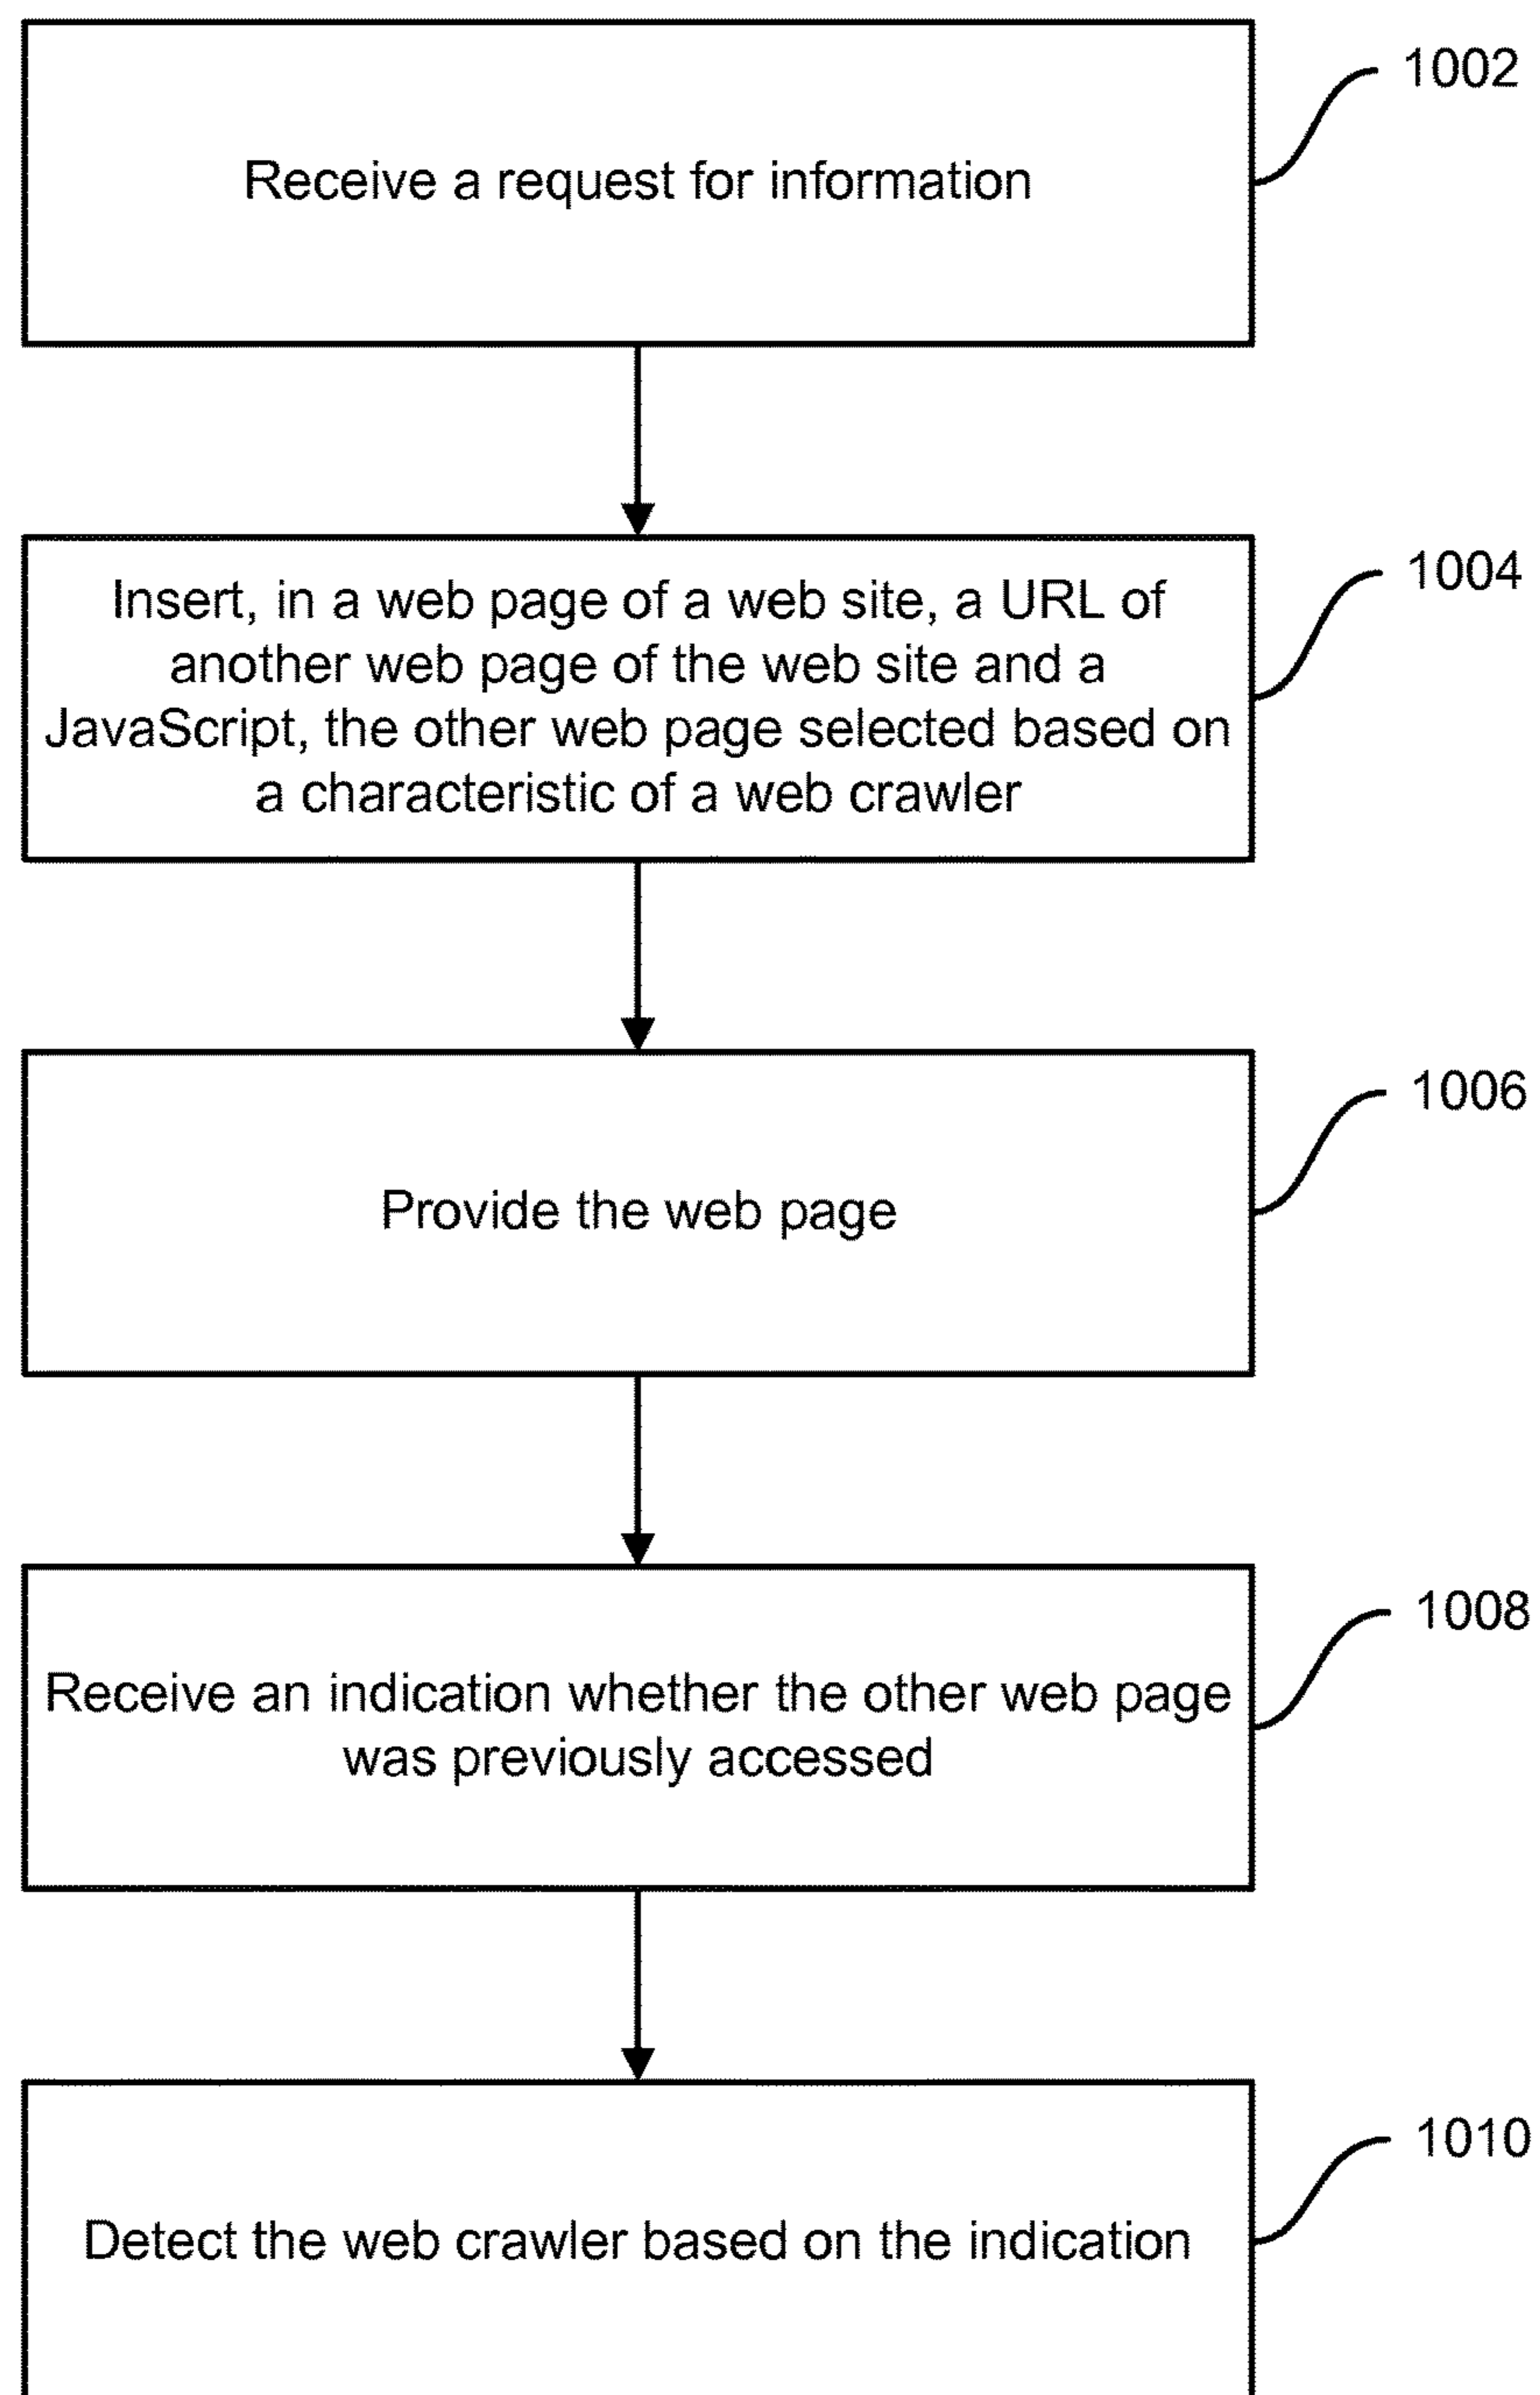 1002
Receive a request for information
1004
Insert, in a web page of a web site, a URL of
another web page of the web site and a
JavaScript, the other web page selected based on
a characteristic of a web crawler
1006
Provide the web page
1008
Receive an indication whether the other web page
was previously accessed
1010
Detect the web crawler based on the indication